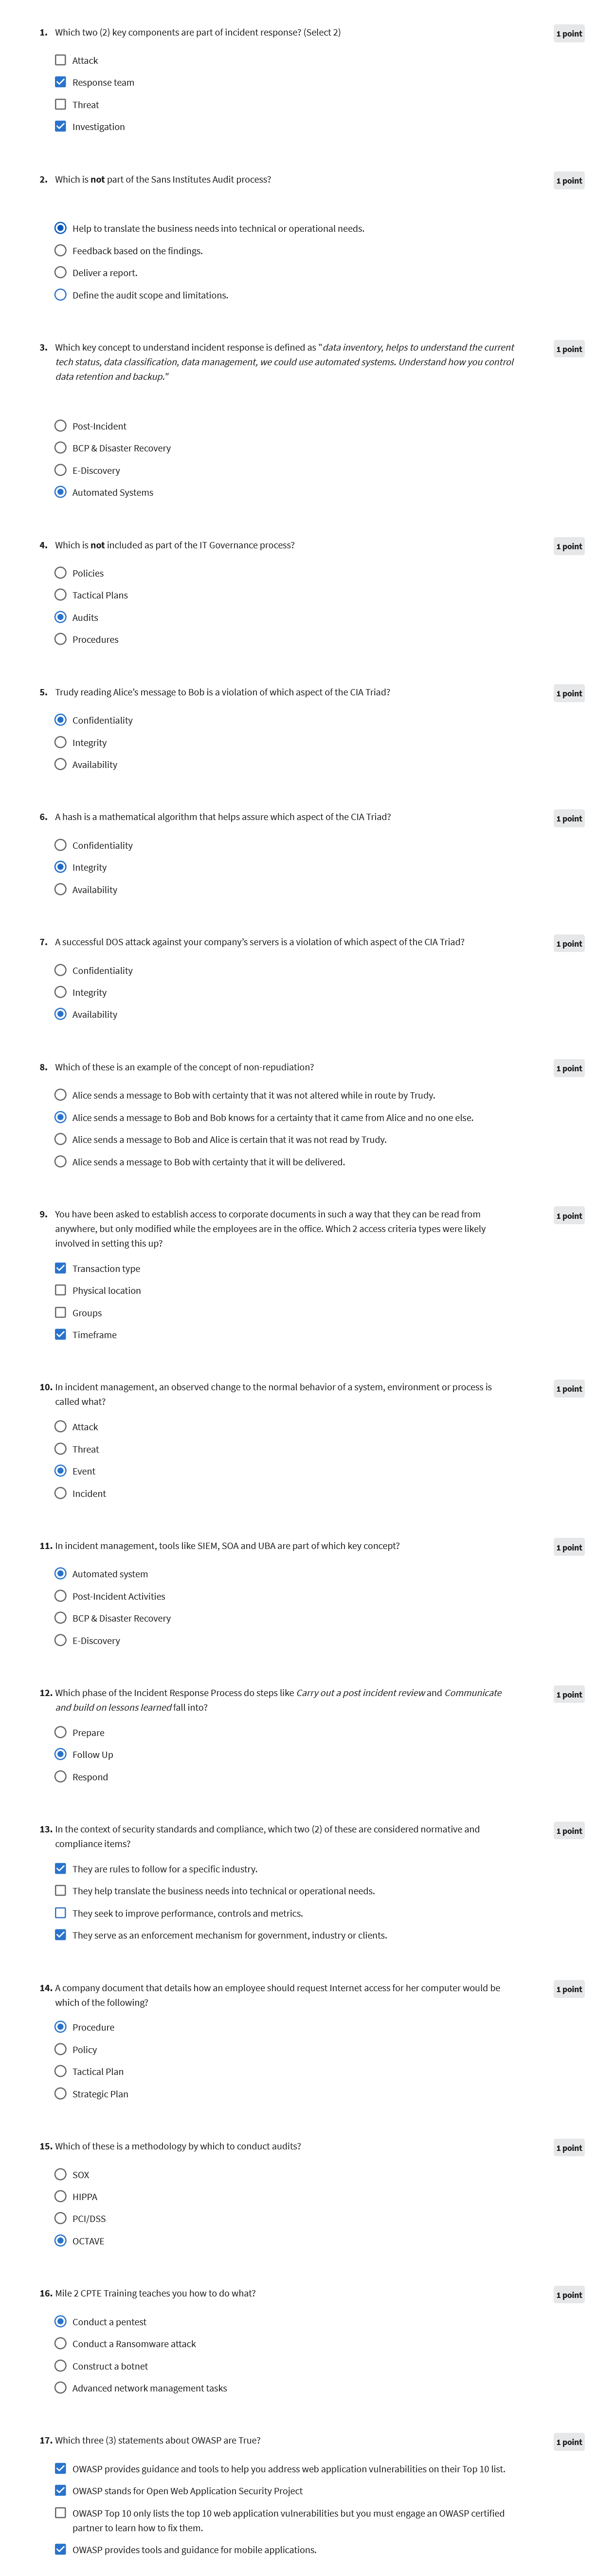 1. Which two (2) key components are part of incident response? (Select 2)
1 point
Attack
Response team
Threat
Investigation
2. Which is not part of the Sans Institutes Audit process?
1 point
Help to translate the business needs into technical or operational needs.
Feedback based on the findings.
Deliver a report.
Define the audit scope and limitations.
3. Which key concept to understand incident response is defined as "data inventory, helps to understand the current
1 point
tech status, data classification, data management, we could use automated systems. Understand how you control
data retention and backup."
Post-Incident
BCP & Disaster Recovery
E-Discovery
Automated Systems
4. Which is not included as part of the IT Governance process?
1 point
Policies
Tactical Plans
Audits
Procedures
5. Trudy reading Alice's message to Bob is a violation of which aspect of the CIA Triad?
1 point
Confidentiality
Integrity
Availability
6. A hash is a mathematical algorithm that helps assure which aspect of the CIA Triad?
1 point
Confidentiality
Integrity
Availability
7. A successful DOS attack against your company's servers is a violation of which aspect of the CIA Triad?
1 point
Confidentiality
Integrity
Availability
8. Which of these is an example of the concept of non-repudiation?
1 point
Alice sends a message to Bob with certainty that it was not altered while in route by Trudy.
Alice sends a message to Bob and Bob knows for a certainty that it came from Alice and no one else.
Alice sends a message to Bob and Alice is certain that it was not read by Trudy.
Alice sends a message to Bob with certainty that it will be delivered.
9. You have been asked to establish access to corporate documents in such a way that they can be read from
1 point
anywhere, but only modified while the employees are in the office. Which 2 access criteria types were likely
involved in setting this up?
Transaction type
Physical location
Groups
Timeframe
10. In incident management, an observed change to the normal behavior of a system, environment or process is
1 point
called what?
Attack
Threat
Event
Incident
11. In incident management, tools like SIEM, SOA and UBA are part of which key concept?
1 point
Automated system
Post-Incident Activities
BCP & Disaster Recovery
E-Discovery
12. Which phase of the Incident Response Process do steps like Carry out a post incident review and Communicate
1 point
and build on lessons learned fall into?
Prepare
Follow Up
Respond
13. In the context of security standards and compliance, which two (2) of these are considered normative and
1 point
compliance items?
They are rules to follow for a specific industry.
They help translate the business needs into technical or operational needs.
They seek to improve performance, controls and metrics.
They serve as an enforcement mechanism for government, industry or clients.
14. A company document that details how an employee should request Internet access for her computer would be
1 point
which of the following?
Procedure
Policy
Tactical Plan
Strategic Plan
15. Which of these is a methodology by which to conduct audits?
1 point
SOX
HIPPA
PCI/DSS
OCTAVE
16. Mile 2 CPTE Training teaches you how to do what?
1 point
Conduct a pentest
Conduct a Ransomware attack
Construct a botnet
Advanced network management tasks
17. Which three (3) statements about OWASP are True?
1 point
OWASP provides guidance and tools to help you address web application vulnerabilities on their Top 10 list.
OWASP stands for Open Web Application Security Project
OWASP Top 10 only lists the top 10 web application vulnerabilities but you must engage an OWASP certified
partner to learn how to fix them.
OWASP provides tools and guidance for mobile applications.